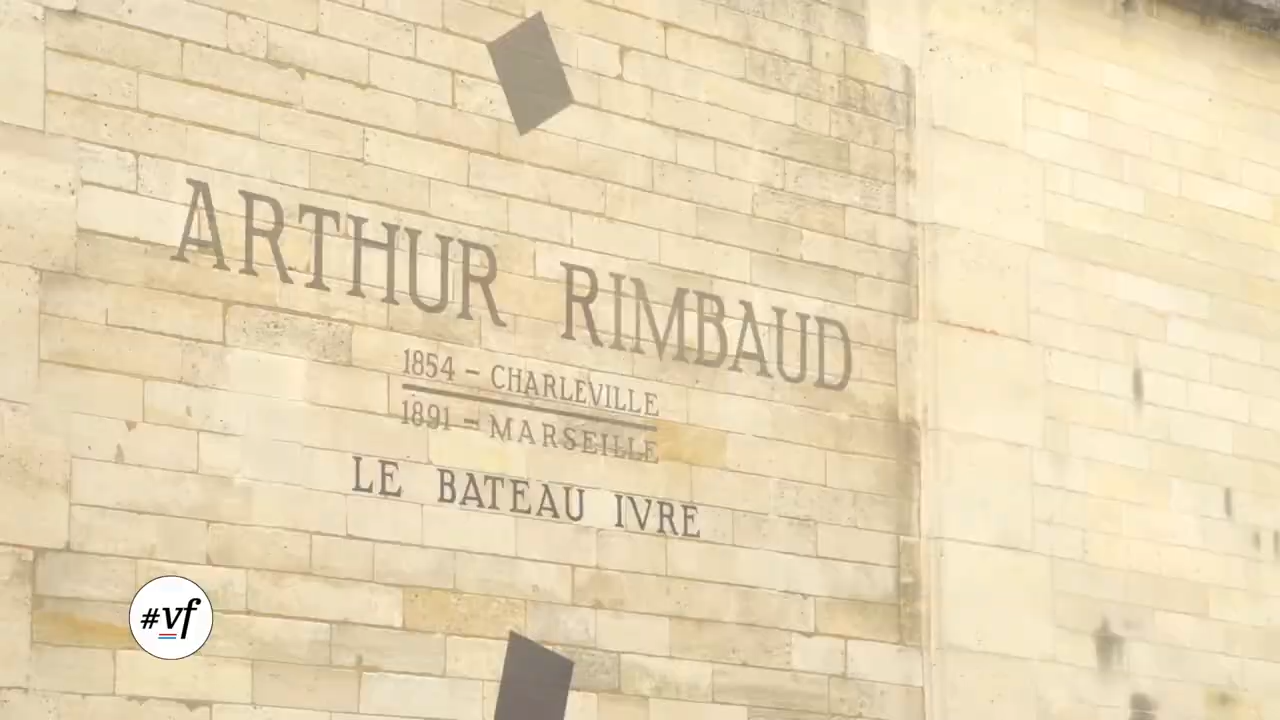 ARTHUR RIMBAUD
1854 – CHARLEVILLE
1891 – MARSEILLE
LE BATEAU IVRE
#vf